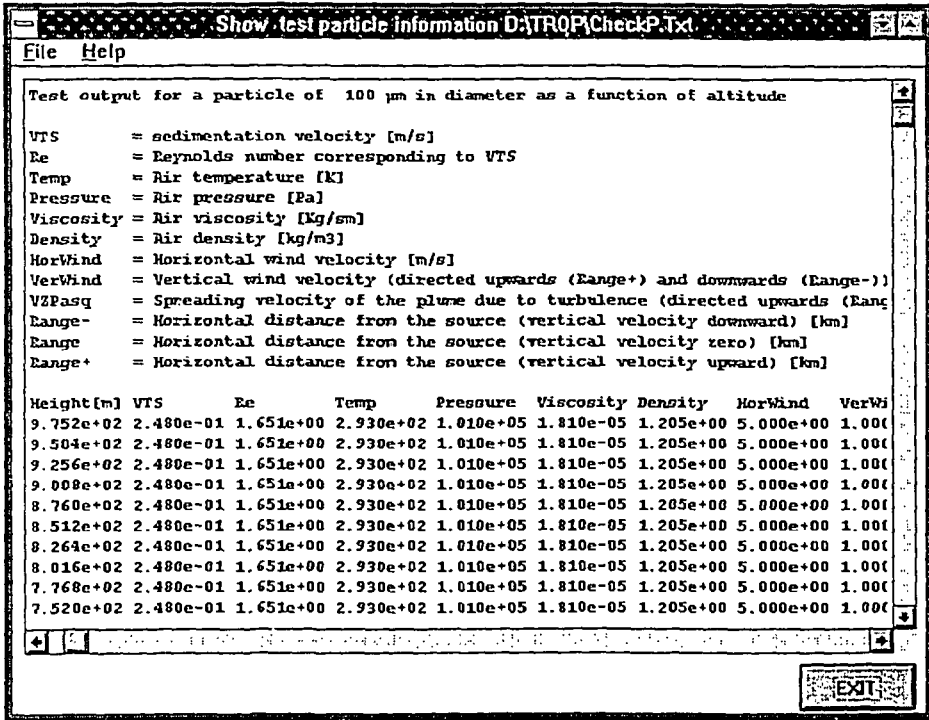 Show test particle information D:\TROP\CheckP.Txt
File Help
Test output for a particle of 100 µm in diameter as a function of altitude
VTS = sedimentation velocity [m/s]
Re = Reynolds number corresponding to VTS
Temp = Air temperature [K]
Pressure = Air pressure [Pa]
Viscosity = Air viscosity [Kg/sm]
Density = Air density [kg/m3]
HorWind = Horizontal wind velocity [m/s]
VerWind = Vertical wind velocity (directed upwards (Range+) and downwards (Range-))
VZPasq = Spreading velocity of the plume due to turbulence (directed upwards (Rang
Range- = Horizontal distance from the source (vertical velocity downward) [km]
Range = Horizontal distance from the source (vertical velocity zero) [km]
Range+ = Horizontal distance from the source (vertical velocity upward) [km]
Height[m] VTS Re Temp Pressure Viscosity Density HorWind VerWi
9.752e+02 2.480e-01 1.651e+00 2.930e+02 1.010e+05 1.810e-05 1.205e+00 5.000e+00 1.00(
9.504e+02 2.480e-01 1.651e+00 2.930e+02 1.010e+05 1.810e-05 1.205e+00 5.000e+00 1.00(
9.256e+02 2.480e-01 1.651e+00 2.930e+02 1.010e+05 1.810e-05 1.205e+00 5.000e+00 1.00(
9.008e+02 2.480e-01 1.651e+00 2.930e+02 1.010e+05 1.810e-05 1.205e+00 5.000e+00 1.00(
8.760e+02 2.480e-01 1.651e+00 2.930e+02 1.010e+05 1.810e-05 1.205e+00 5.000e+00 1.00(
8.512e+02 2.480e-01 1.651e+00 2.930e+02 1.010e+05 1.810e-05 1.205e+00 5.000e+00 1.00(
8.264e+02 2.480e-01 1.651e+00 2.930e+02 1.010e+05 1.810e-05 1.205e+00 5.000e+00 1.00(
8.016e+02 2.480e-01 1.651e+00 2.930e+02 1.010e+05 1.810e-05 1.205e+00 5.000e+00 1.00(
7.768e+02 2.480e-01 1.651e+00 2.930e+02 1.010e+05 1.810e-05 1.205e+00 5.000e+00 1.00(
7.520e+02 2.480e-01 1.651e+00 2.930e+02 1.010e+05 1.810e-05 1.205e+00 5.000e+00 1.00(
EXIT